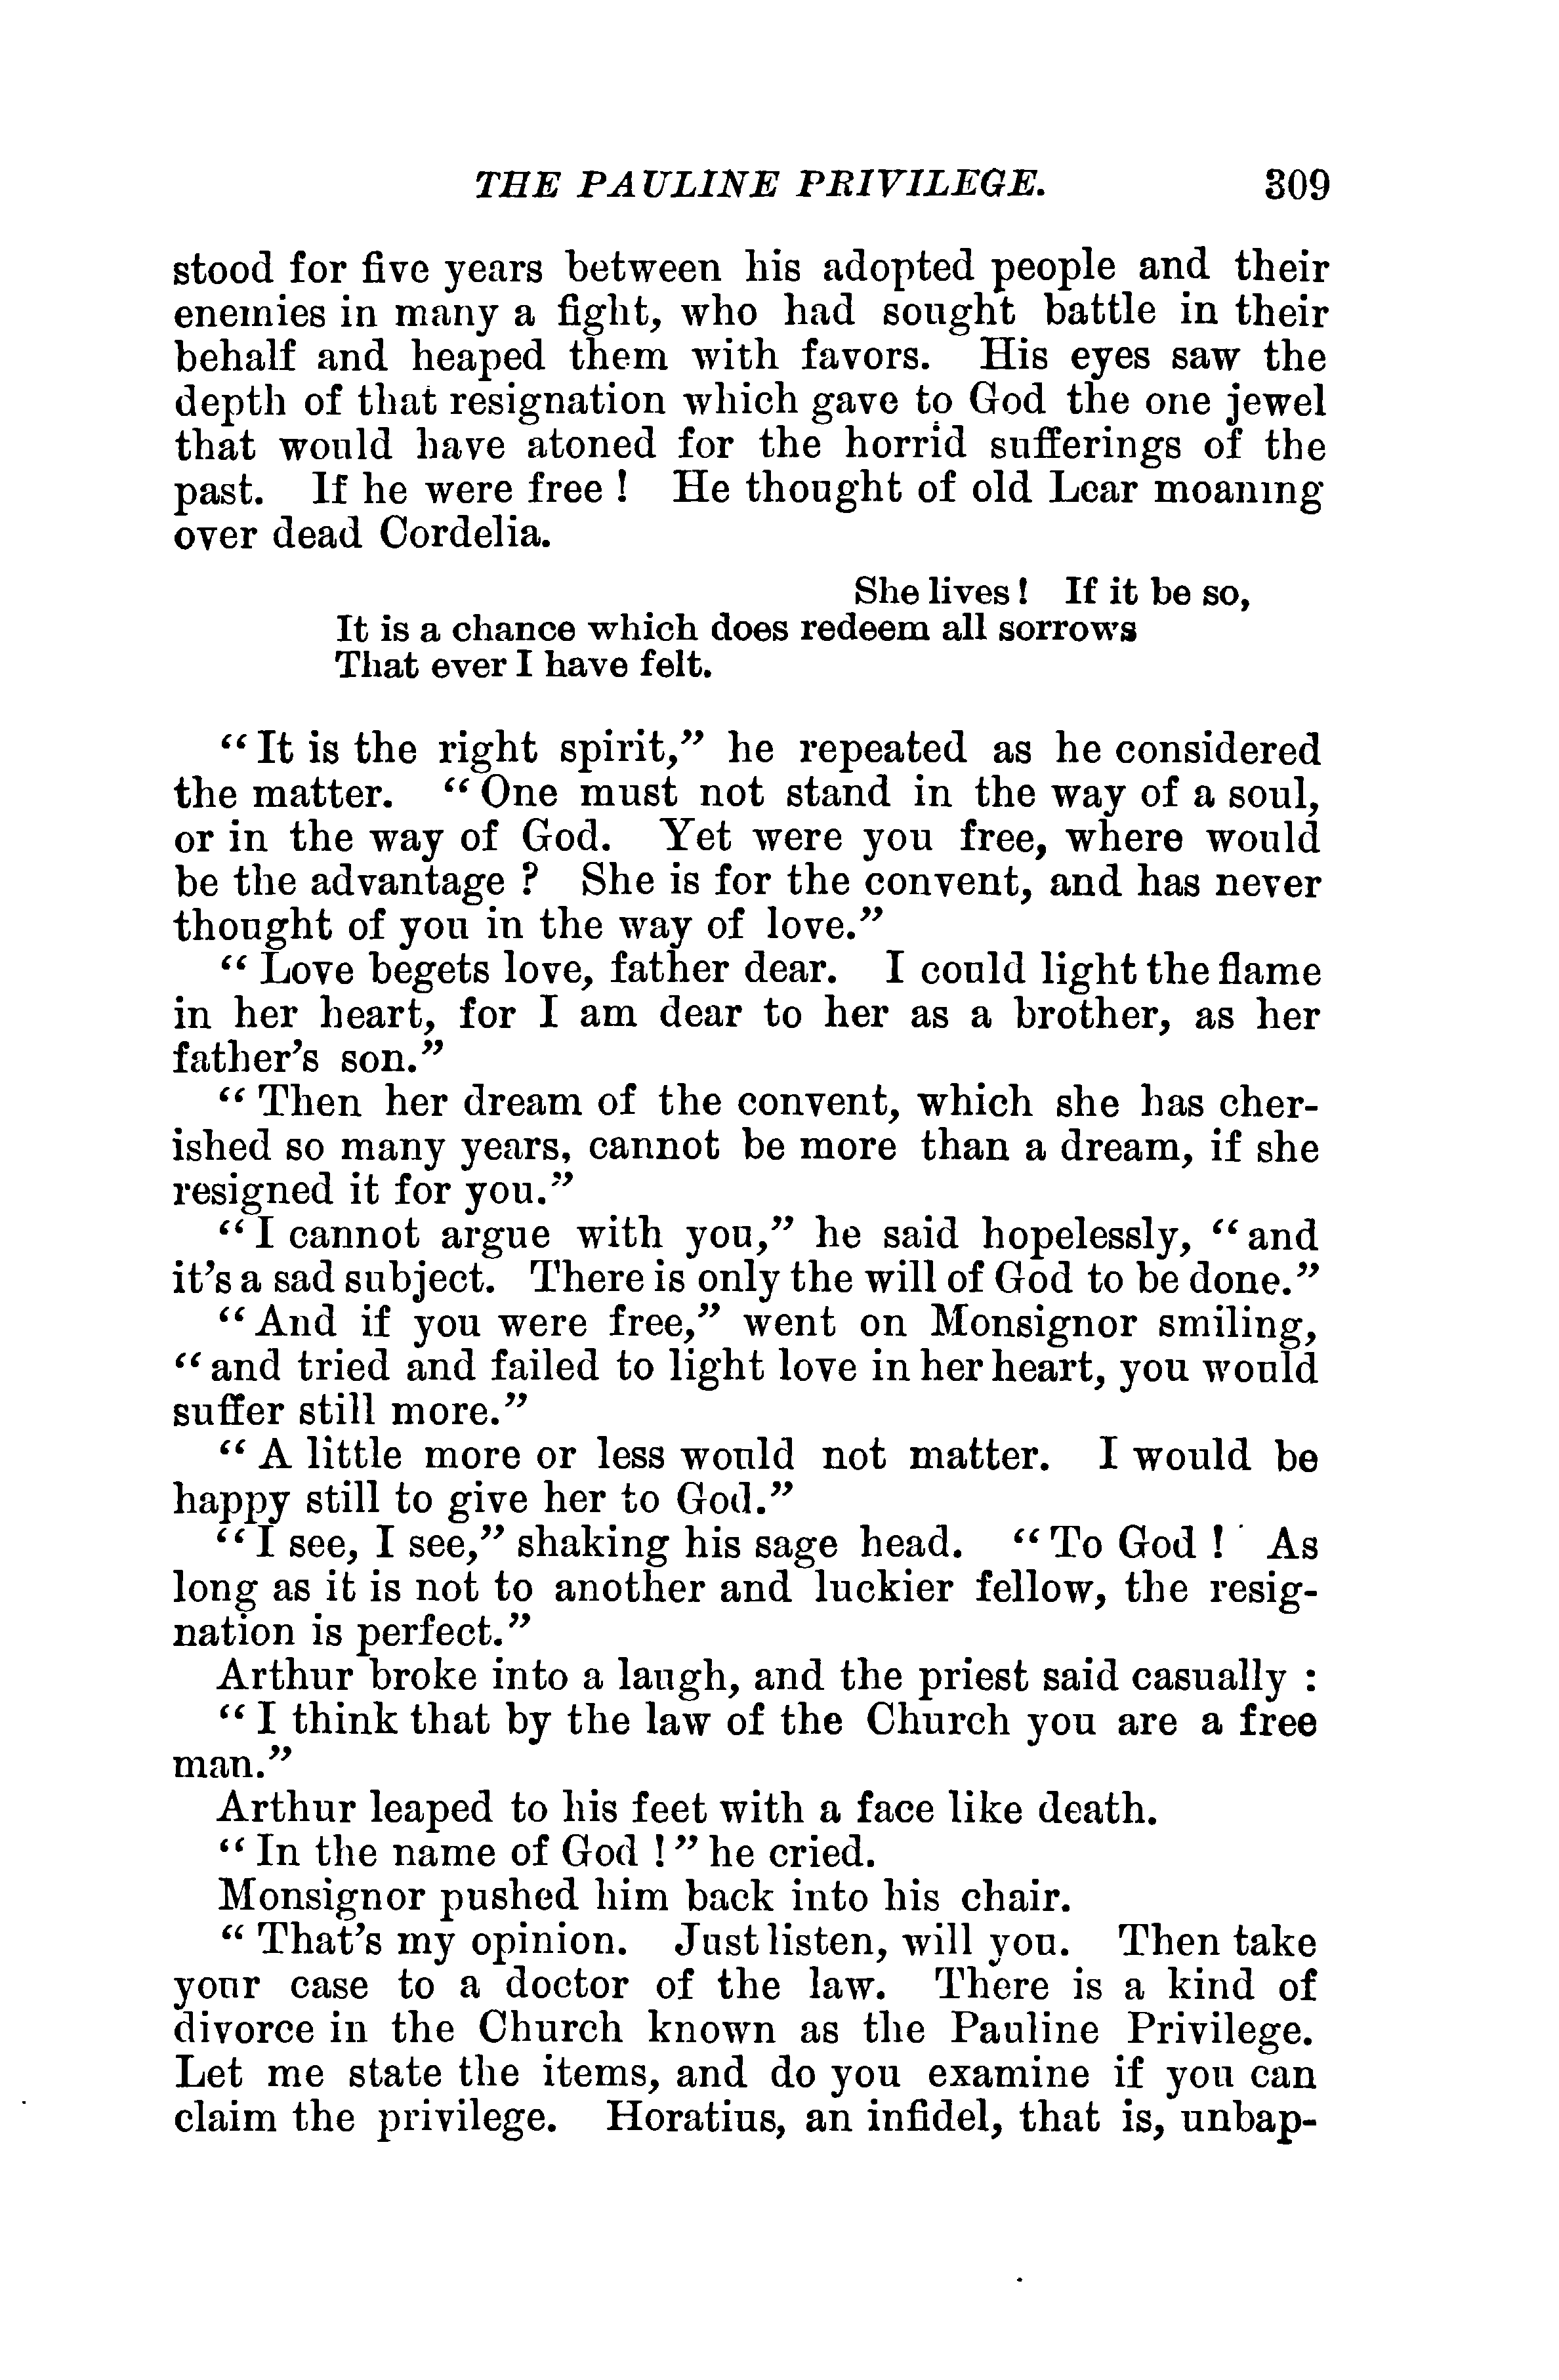 THE PAULINE PRIVILEGE. 309
stood for five years between his adopted people and their
enemies in many a fight, who had sought battle in their
behalf and heaped them with favors. His eyes saw the
depth of that resignation which gave to God the one jewel
that would have atoned for the horrid sufferings of the
past. If he were free ! He thought of old Lear moaning
over dead Cordelia.
She lives ! If it be so,
It is a chance which does redeem all sorrows
That ever I have felt.
“ It is the right spirit,” he repeated as he considered
the matter. “ One must not stand in the way of a soul,
or in the way of God. Yet were you free, where would
be the advantage ? She is for the convent, and has never
thought of you in the way of love.”
“ Love begets love, father dear. I could light the flame
in her heart, for I am dear to her as a brother, as her
father’s son.”
“ Then her dream of the convent, which she has cher-
ished so many years, cannot be more than a dream, if she
resigned it for you.”
“ I cannot argue with you,” he said hopelessly, “ and
it’s a sad subject. There is only the will of God to be done.”
“ And if you were free,” went on Monsignor smiling,
“ and tried and failed to light love in her heart, you would
suffer still more.”
“ A little more or less would not matter. I would be
happy still to give her to God.”
“ I see, I see,” shaking his sage head. “ To God ! As
long as it is not to another and luckier fellow, the resig-
nation is perfect.”
Arthur broke into a laugh, and the priest said casually :
“ I think that by the law of the Church you are a free
man.”
Arthur leaped to his feet with a face like death.
“ In the name of God ! ” he cried.
Monsignor pushed him back into his chair.
“ That’s my opinion. Just listen, will you. Then take
your case to a doctor of the law. There is a kind of
divorce in the Church known as the Pauline Privilege.
Let me state the items, and do you examine if you can
claim the privilege. Horatius, an infidel, that is, unbap-